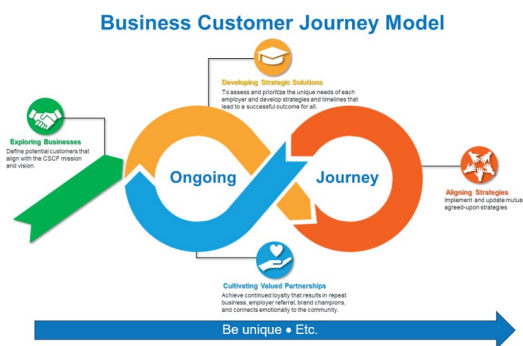 Business Customer Journey Model
Developing Strategic Solutions
To assess and prioritize the unique needs of each
employer and develop strategies and timelines that
lead to a successful outcome for all.
Exploring Businesses
Define potential customers that
align with the CSCF mission
and vision.
Ongoing
Journey
Aligning Strategies
Implement and update mutua
agreed-upon strategies
Cultivating Valued Partnerships
Achieve continued loyalty that results in repeat
business, employer referral, brand champions,
and connects emotionally to the community.
Be unique ● Etc.